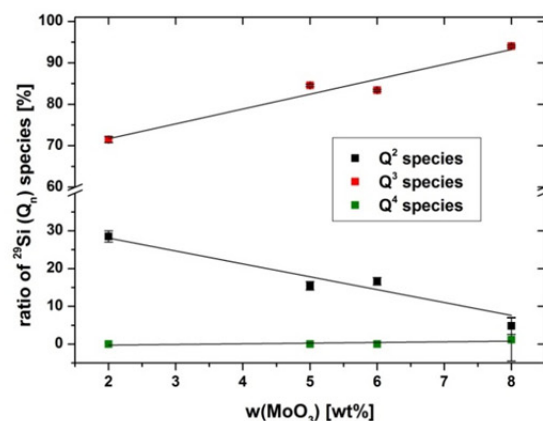 ratio of ²⁹Si (Qₙ) species [%]
100
90
80
70
60
30
20
10
0
Q² species
Q³ species
Q⁴ species
2 3 4 5 6 7 8
w(MoO₃) [wt%]